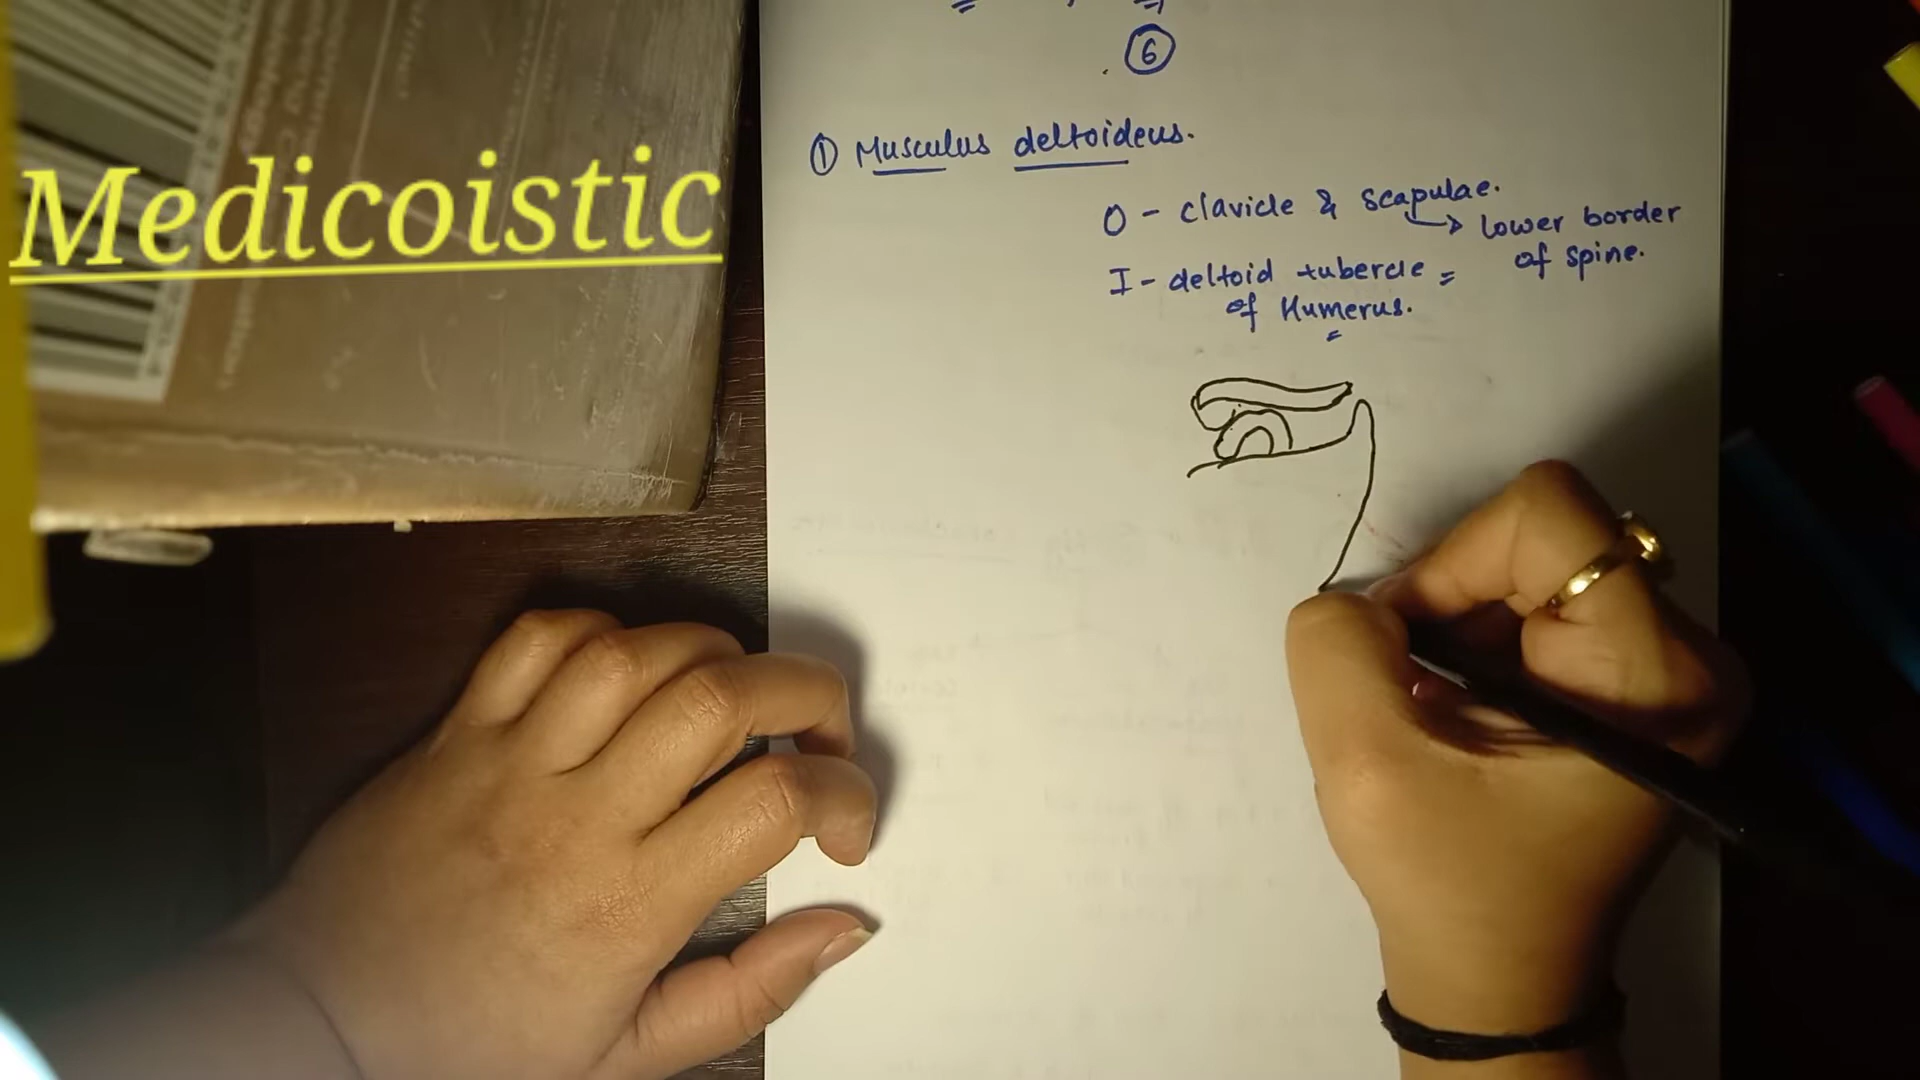 6
① Musculus deltoideus.
O - clavicle & scapulae.
↳ lower border
of spine.
I - deltoid tubercle =
of Humerus.
Medicoistic